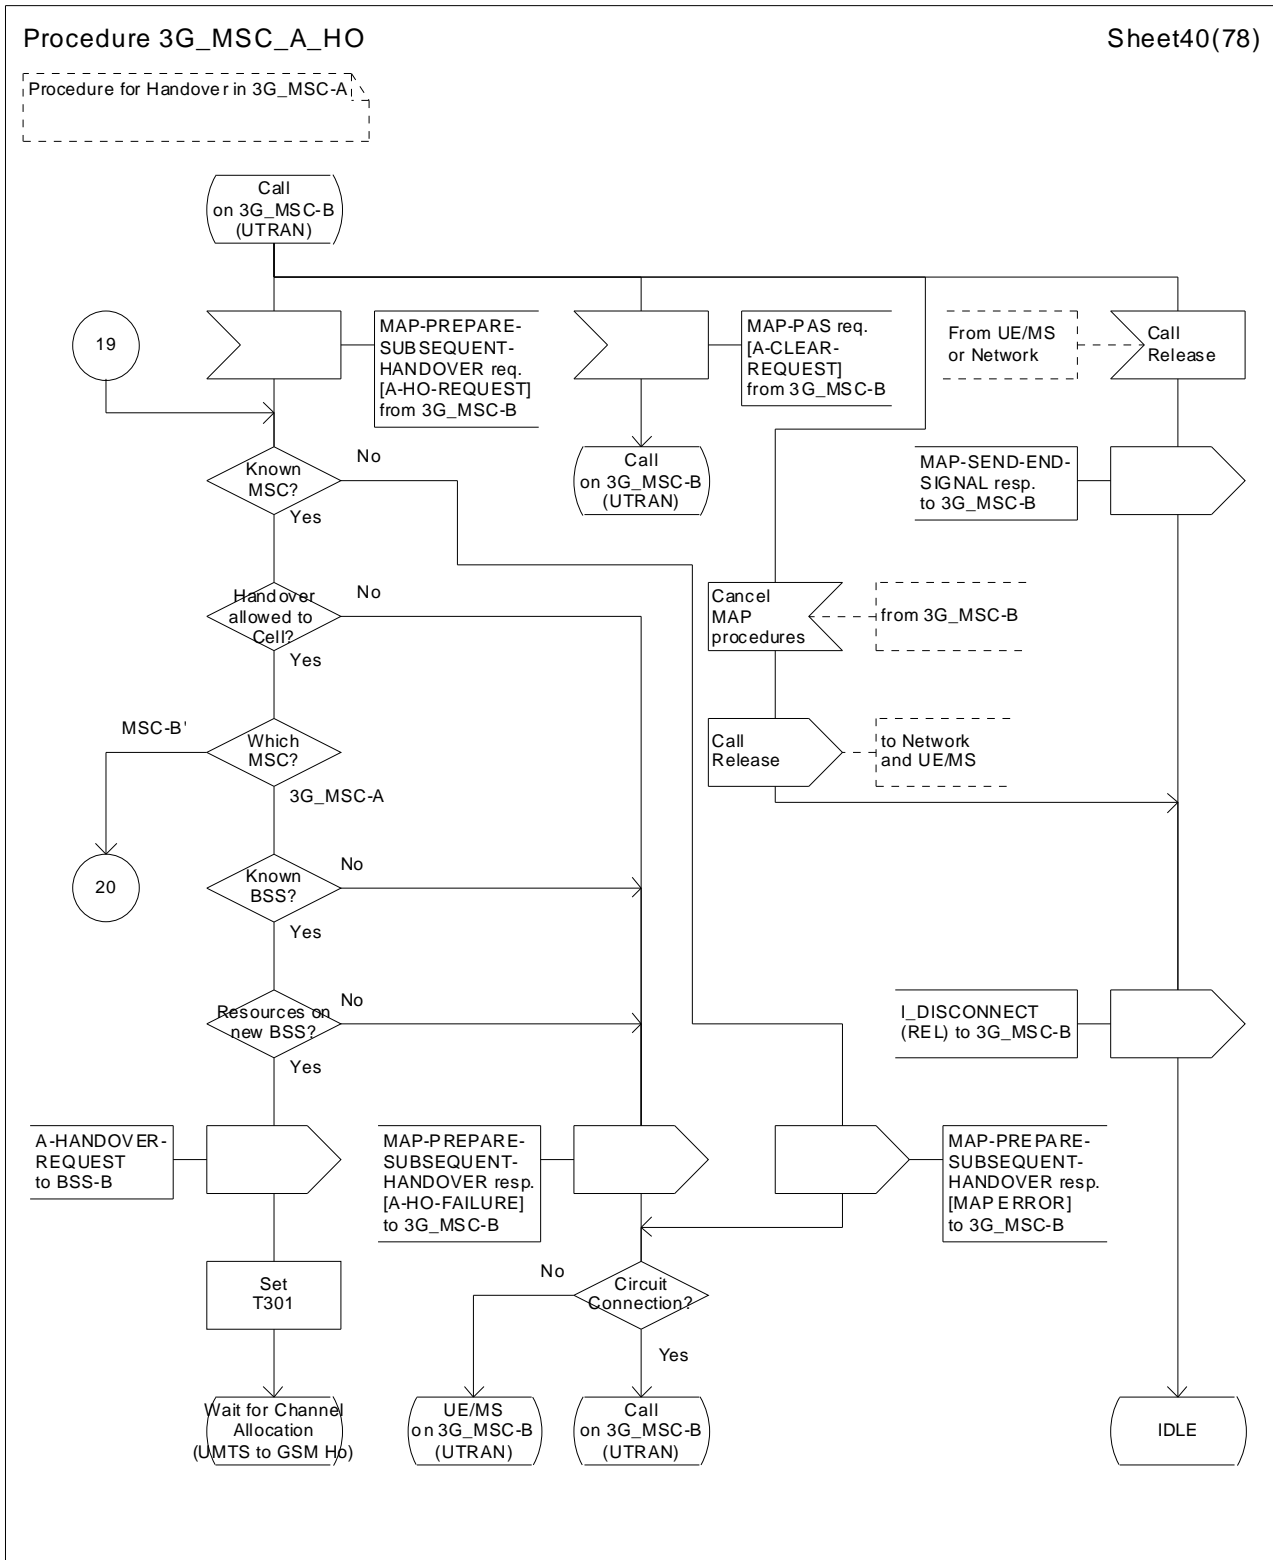 Procedure 3G_MSC_A_HO
Sheet40(78)
Procedure for Handover in 3G_MSC-A
Call
on 3G_MSC-B
(UTRAN)
19
MAP-PREPARE-
SUBSEQUENT-
HANDOVER req.
[A-HO-REQUEST]
from 3G_MSC-B
MAP-PAS req.
[A-CLEAR-
REQUEST]
from 3G_MSC-B
From UE/MS
or Network
Call
Release
Known
MSC?
No
Yes
Call
on 3G_MSC-B
(UTRAN)
MAP-SEND-END-
SIGNAL resp.
to 3G_MSC-B
Handover
allowed to
Cell?
No
Yes
Cancel
MAP
procedures
from 3G_MSC-B
MSC-B'
Which
MSC?
3G_MSC-A
Call
Release
to Network
and UE/MS
20
Known
BSS?
No
Yes
Resources on
new BSS?
No
Yes
I_DISCONNECT
(REL) to 3G_MSC-B
A-HANDOVER-
REQUEST
to BSS-B
MAP-PREPARE-
SUBSEQUENT-
HANDOVER resp.
[A-HO-FAILURE]
to 3G_MSC-B
MAP-PREPARE-
SUBSEQUENT-
HANDOVER resp.
[MAP ERROR]
to 3G_MSC-B
Set
T301
No
Circuit
Connection?
Yes
Wait for Channel
Allocation
(UMTS to GSM Ho)
UE/MS
on 3G_MSC-B
(UTRAN)
Call
on 3G_MSC-B
(UTRAN)
IDLE